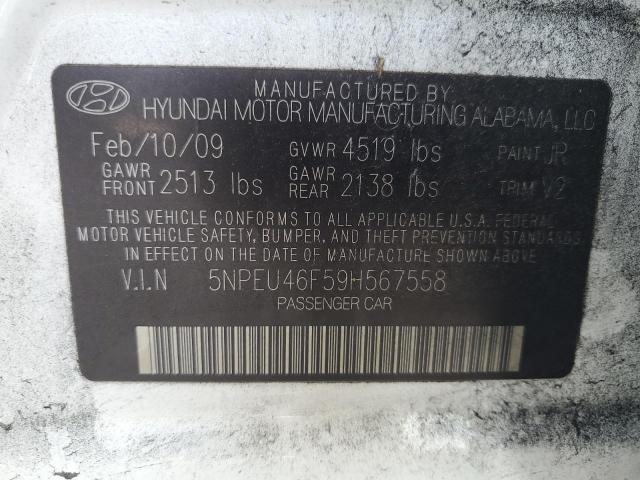 MANUFACTURED BY
HYUNDAI MOTOR MANUFACTURING ALABAMA, LLC
Feb/10/09 GVWR 4519 lbs PAINT JR
GAWR FRONT 2513 lbs GAWR REAR 2138 lbs TRIM V2
THIS VEHICLE CONFORMS TO ALL APPLICABLE U.S.A. FEDERAL
MOTOR VEHICLE SAFETY, BUMPER, AND THEFT PREVENTION STANDARDS
IN EFFECT ON THE DATE OF MANUFACTURE SHOWN ABOVE.
V.I.N 5NPEU46F59H567558
PASSENGER CAR